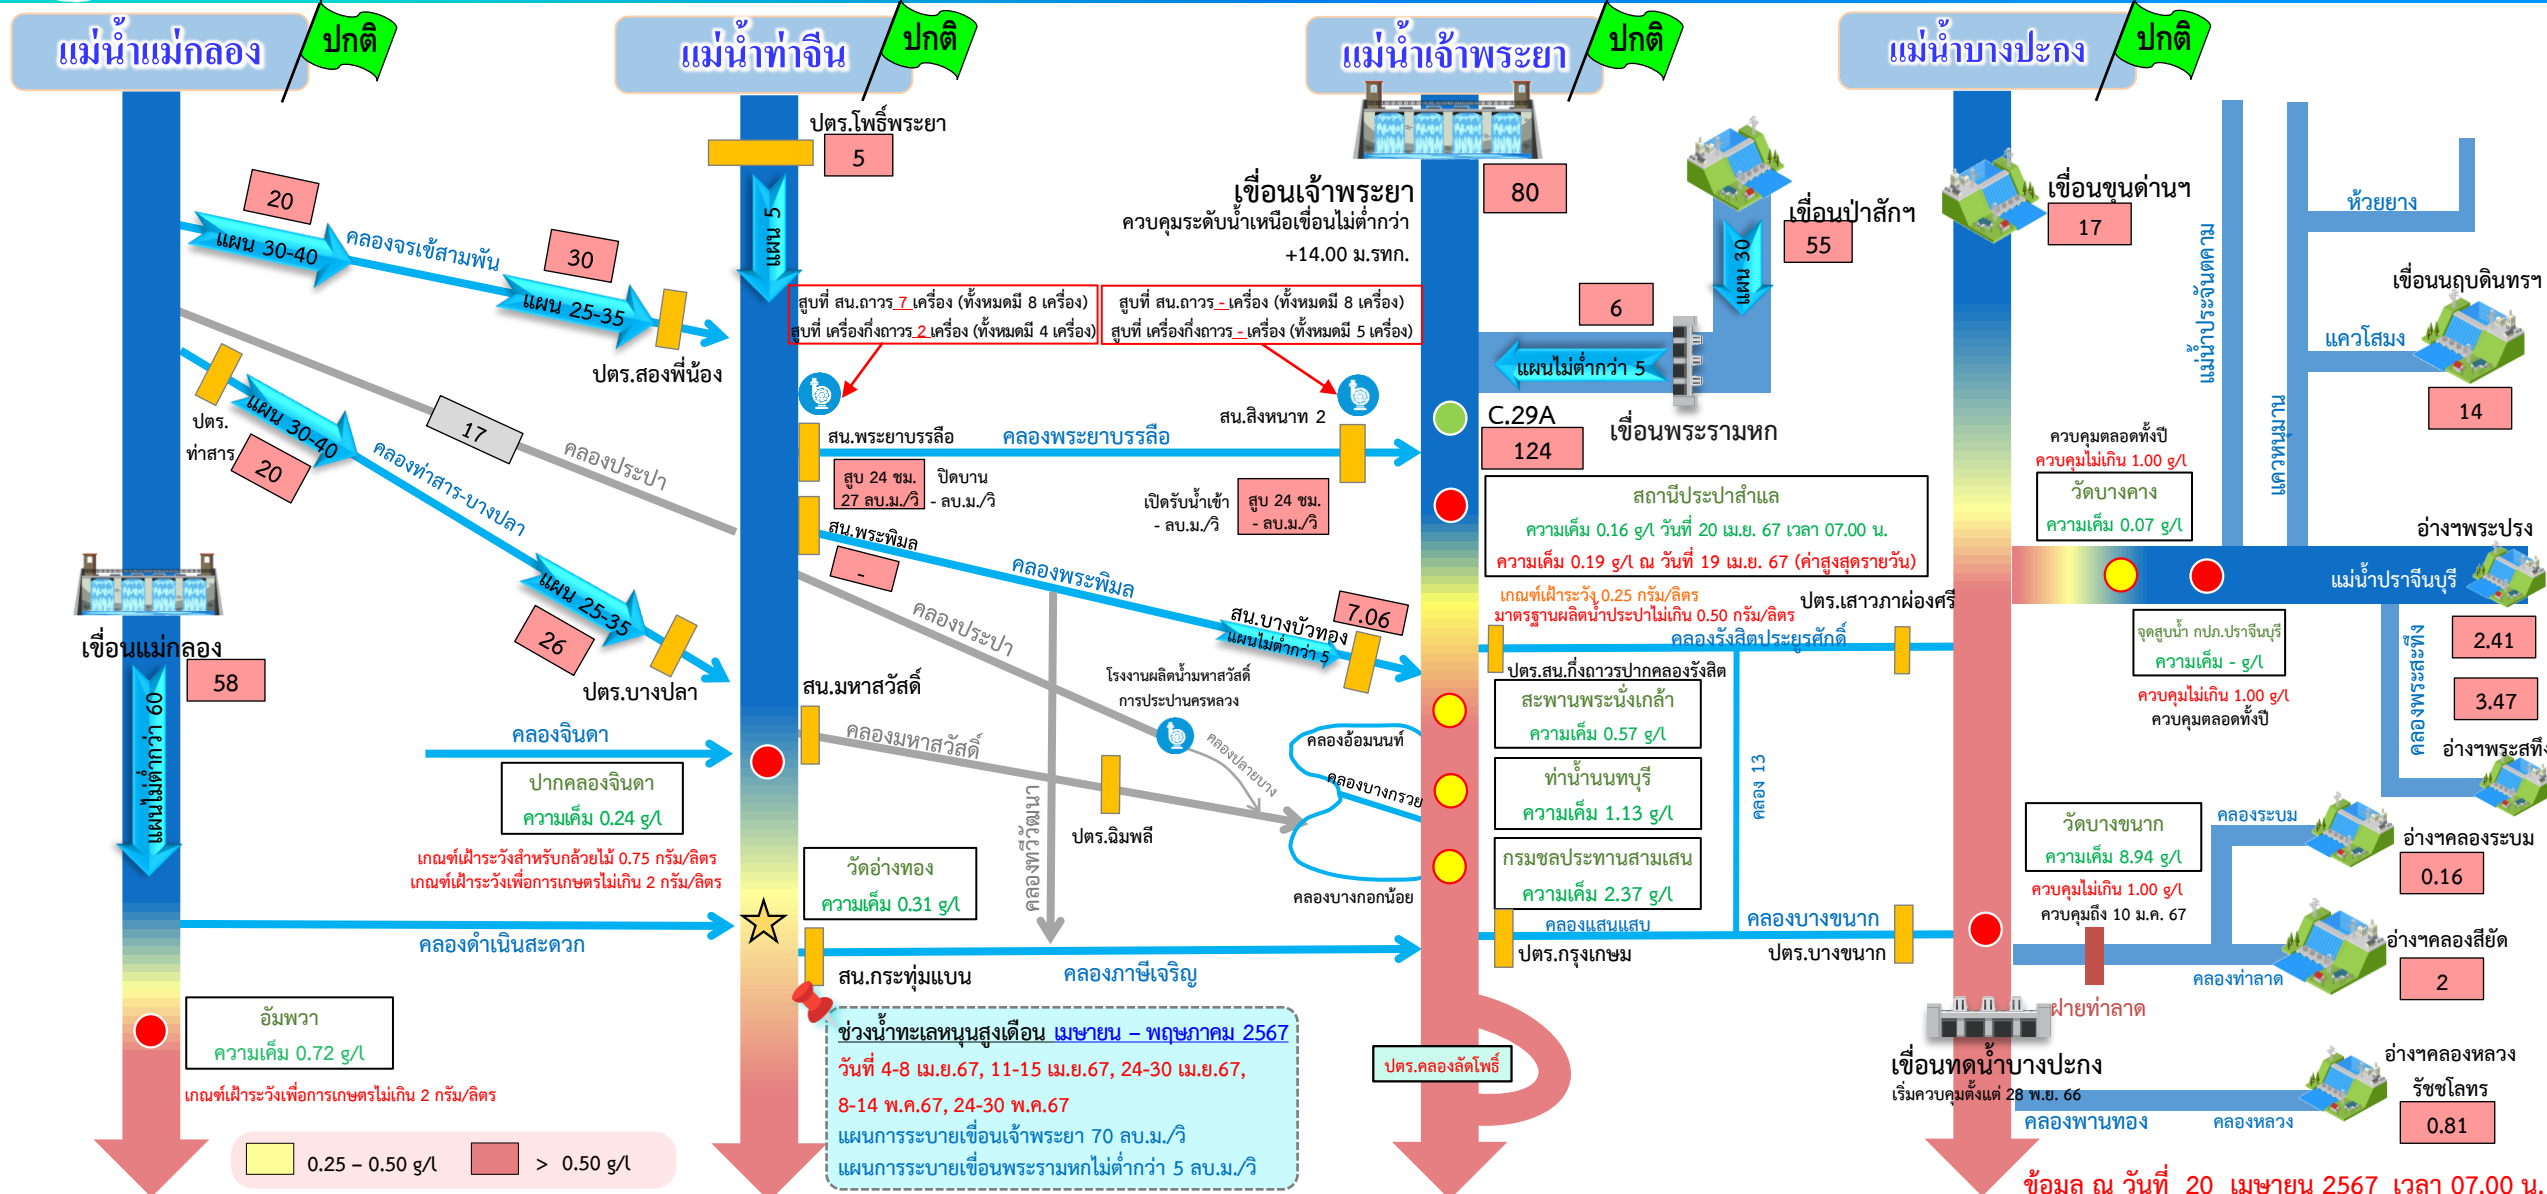 แม่น้ำแม่กลอง
ปกติ
แม่น้ำท่าจีน
ปกติ
แม่น้ำเจ้าพระยา
ปกติ
แม่น้ำบางปะกง
ปกติ
20
แผน 30-40
คลองจรเข้สามพัน
30
แผน 25-35
ปตร.สองพี่น้อง
ปตร.
ท่าสาร
แผน 30-40
20
คลองท่าสาร-บางปลา
17
คลองประปา
แผน 25-35
26
ปตร.บางปลา
เขื่อนแม่กลอง
58
แผนไม่ต่ำกว่า 60
คลองจินดา
ปากคลองจินดา
ความเค็ม 0.24 g/l
เกณฑ์เฝ้าระวังสำหรับกล้วยไม้ 0.75 กรัม/ลิตร
เกณฑ์เฝ้าระวังเพื่อการเกษตรไม่เกิน 2 กรัม/ลิตร
คลองดำเนินสะดวก
อัมพวา
ความเค็ม 0.72 g/l
เกณฑ์เฝ้าระวังเพื่อการเกษตรไม่เกิน 2 กรัม/ลิตร
0.25 – 0.50 g/l
> 0.50 g/l
ปตร.โพธิ์พระยา
5
แผน 5
สูบที่ สน.ถาวร 7 เครื่อง (ทั้งหมดมี 8 เครื่อง)
สูบที่ เครื่องกึ่งถาวร 2 เครื่อง (ทั้งหมดมี 4 เครื่อง)
สูบที่ สน.ถาวร - เครื่อง (ทั้งหมดมี 8 เครื่อง)
สูบที่ เครื่องกึ่งถาวร - เครื่อง (ทั้งหมดมี 5 เครื่อง)
สน.พระยาบรรลือ
คลองพระยาบรรลือ
สน.สิงหนาท 2
สูบ 24 ชม.
27 ลบ.ม./วิ
ปิดบาน
- ลบ.ม./วิ
เปิดรับน้ำเข้า
- ลบ.ม./วิ
สูบ 24 ชม.
- ลบ.ม./วิ
สน.พระพิมล
-
คลองพระพิมล
คลองประปา
สน.บางบัวทอง
7.06
แผนไม่ต่ำกว่า 5
สน.มหาสวัสดิ์
คลองมหาสวัสดิ์
โรงงานผลิตน้ำมหาสวัสดิ์
การประปานครหลวง
คลองปลายบาง
ปตร.ฉิมพลี
คลองทวีวัฒนา
คลองอ้อมนนท์
คลองบางกรวย
คลองบางกอกน้อย
วัดอ่างทอง
ความเค็ม 0.31 g/l
สน.กระทุ่มแบน
คลองภาษีเจริญ
ช่วงน้ำทะเลหนุนสูงเดือน เมษายน – พฤษภาคม 2567
วันที่ 4-8 เม.ย.67, 11-15 เม.ย.67, 24-30 เม.ย.67,
8-14 พ.ค.67, 24-30 พ.ค.67
แผนการระบายเขื่อนเจ้าพระยา 70 ลบ.ม./วิ
แผนการระบายเขื่อนพระรามหกไม่ต่ำกว่า 5 ลบ.ม./วิ
เขื่อนเจ้าพระยา
80
ควบคุมระดับน้ำเหนือเขื่อนไม่ต่ำกว่า
+14.00 ม.รทก.
เขื่อนป่าสักฯ
55
แผน 30
6
แผนไม่ต่ำกว่า 5
เขื่อนพระรามหก
C.29A
124
สถานีประปาสำแล
ความเค็ม 0.16 g/l วันที่ 20 เม.ย. 67 เวลา 07.00 น.
ความเค็ม 0.19 g/l ณ วันที่ 19 เม.ย. 67 (ค่าสูงสุดรายวัน)
เกณฑ์เฝ้าระวัง 0.25 กรัม/ลิตร
มาตรฐานผลิตน้ำประปาไม่เกิน 0.50 กรัม/ลิตร
ปตร.เสาวภาผ่องศรี
คลองรังสิตประยูรศักดิ์
ปตร.สน.กึ่งถาวรปากคลองรังสิต
สะพานพระนั่งเกล้า
ความเค็ม 0.57 g/l
ท่าน้ำนนทบุรี
ความเค็ม 1.13 g/l
กรมชลประทานสามเสน
ความเค็ม 2.37 g/l
คลอง 13
คลองแสนแสบ
คลองบางขนาก
ปตร.กรุงเกษม
ปตร.บางขนาก
ปตร.คลองลัดโพธิ์
เขื่อนขุนด่านฯ
17
แม่น้ำประจันตคาม
แควหนุมาน
ห้วยยาง
เขื่อนนฤบดินทรฯ
แควโสมง
14
ควบคุมตลอดทั้งปี
ควบคุมไม่เกิน 1.00 g/l
วัดบางคาง
ความเค็ม 0.07 g/l
อ่างฯพระปรง
แม่น้ำปราจีนบุรี
จุดสูบน้ำ กปภ.ปราจีนบุรี
ความเค็ม - g/l
ควบคุมไม่เกิน 1.00 g/l
ควบคุมตลอดทั้งปี
คลองพระสะทึง
2.41
3.47
อ่างฯพระสทึง
วัดบางขนาก
ความเค็ม 8.94 g/l
ควบคุมไม่เกิน 1.00 g/l
ควบคุมถึง 10 ม.ค. 67
คลองระบม
อ่างฯคลองระบม
0.16
อ่างฯคลองสียัด
2
คลองท่าลาด
ฝายท่าลาด
เขื่อนทดน้ำบางปะกง
เริ่มควบคุมตั้งแต่ 28 พ.ย. 66
คลองพานทอง
คลองหลวง
อ่างฯคลองหลวง
รัชชโลทร
0.81
ข้อมูล ณ วันที่ 20 เมษายน 2567 เวลา 07.00 น.